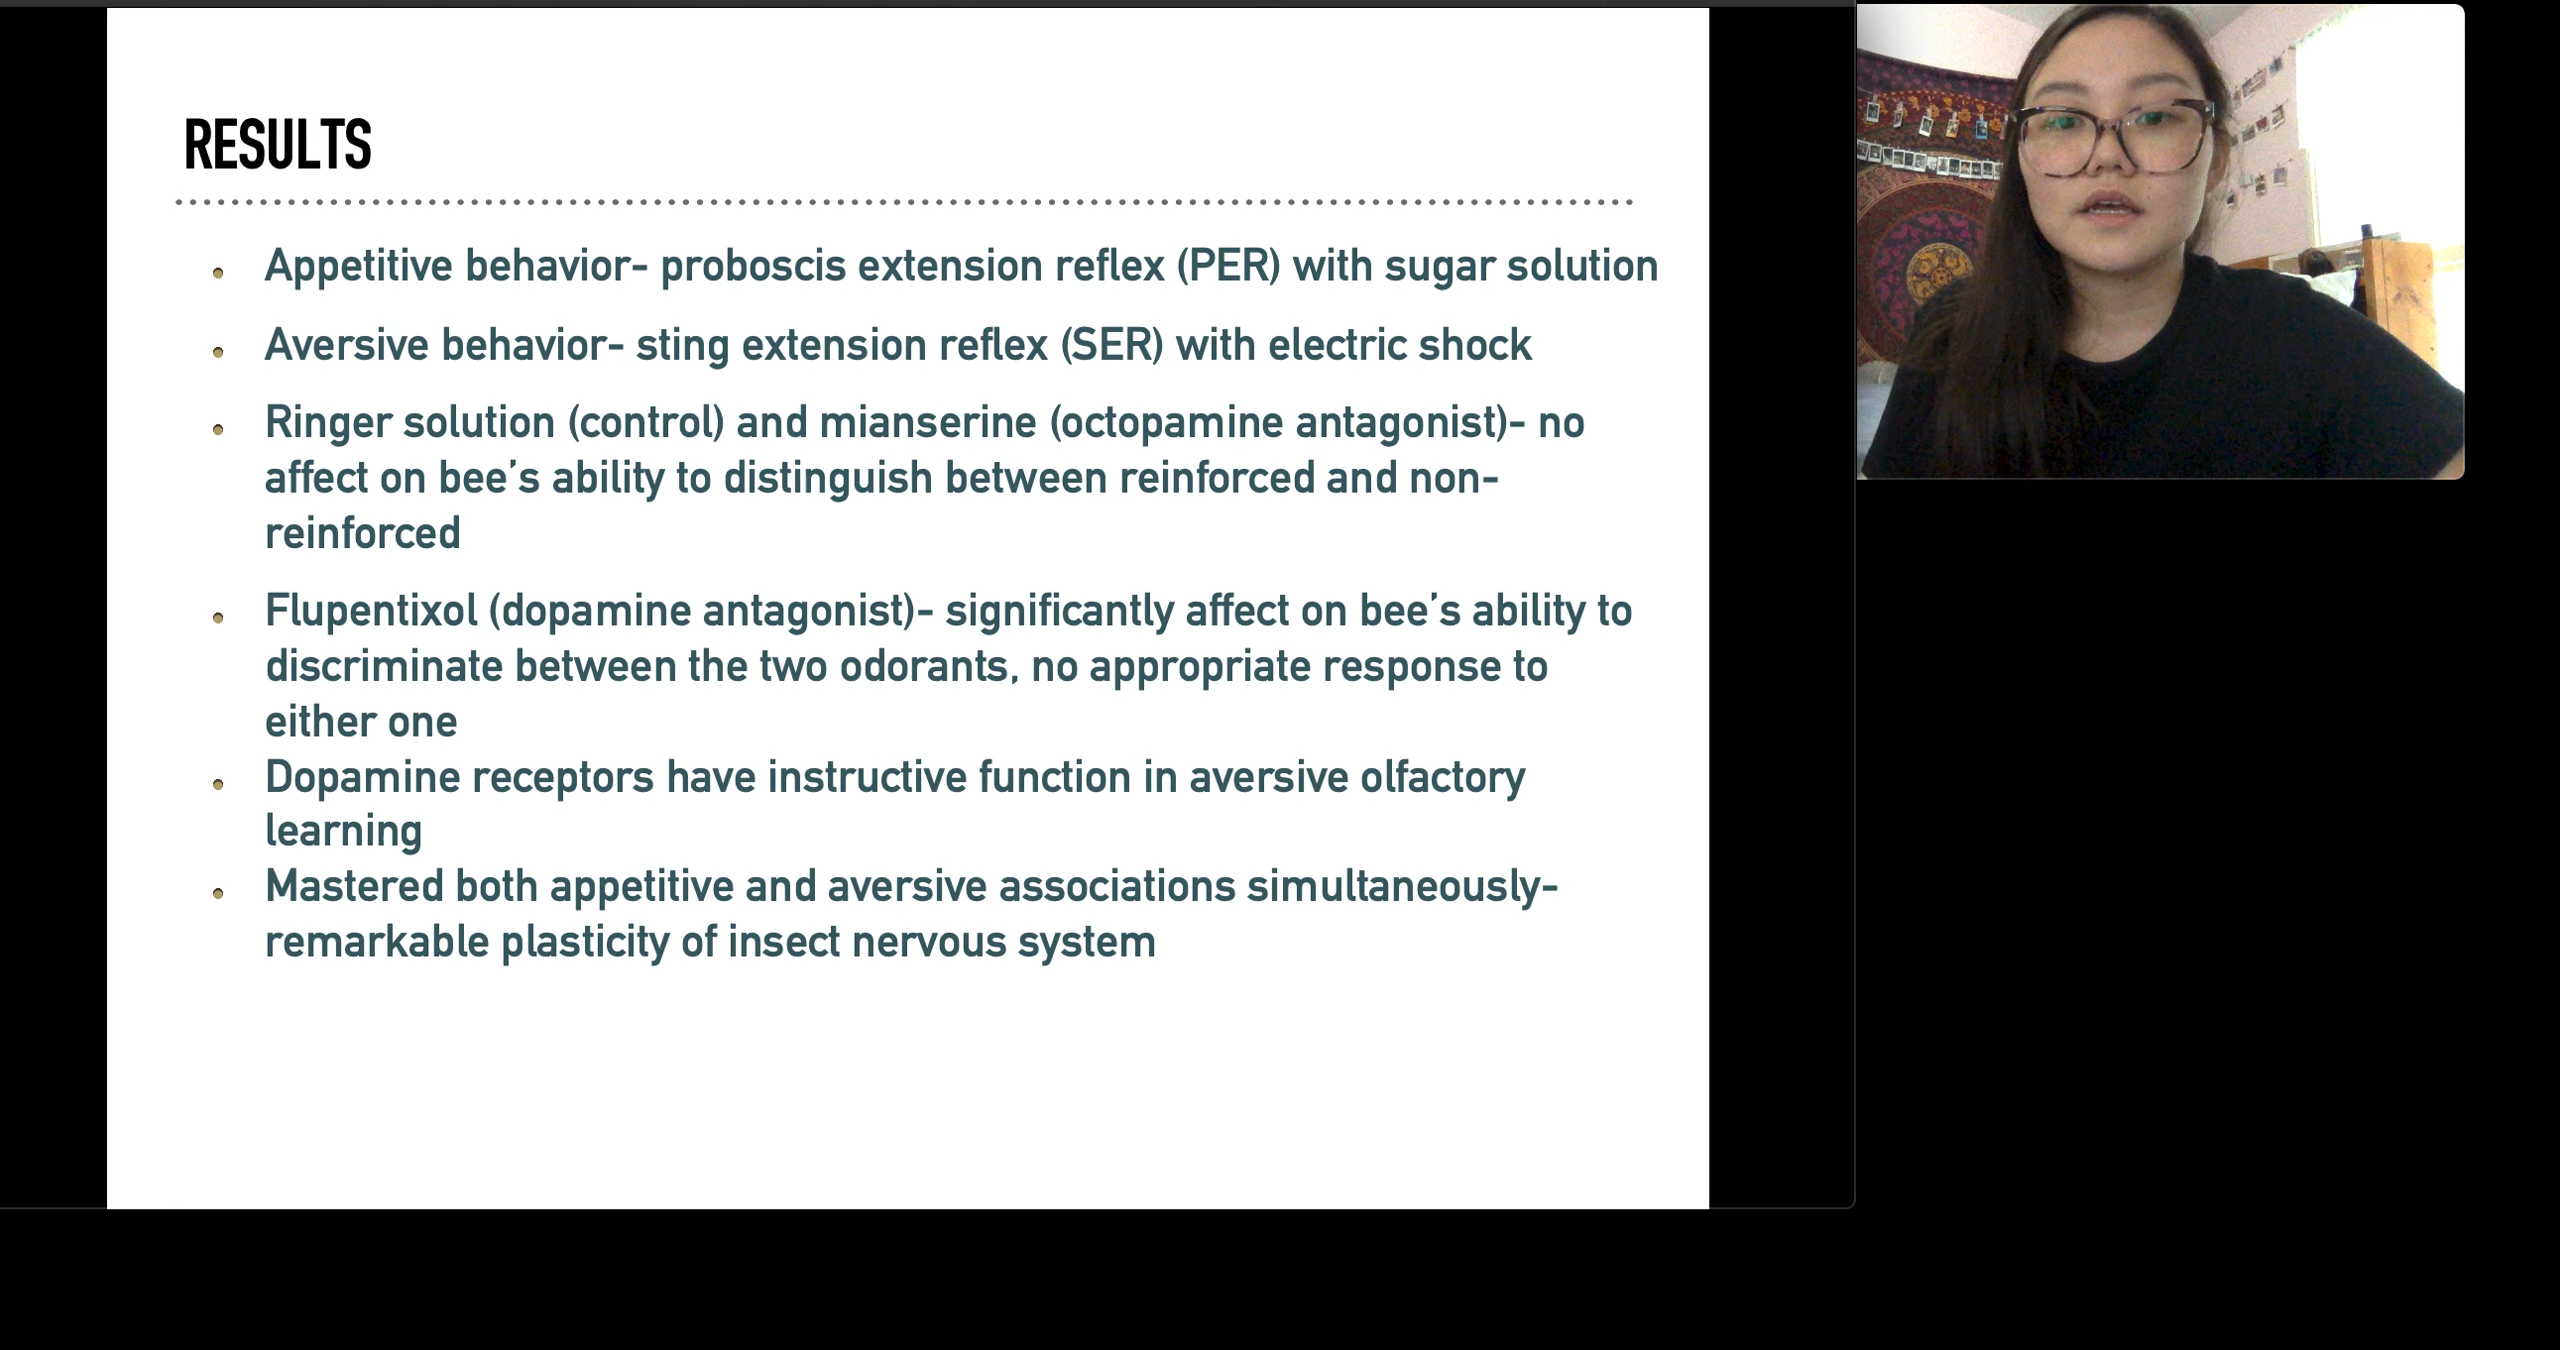 RESULTS
Appetitive behavior- proboscis extension reflex (PER) with sugar solution
Aversive behavior- sting extension reflex (SER) with electric shock
Ringer solution (control) and mianserine (octopamine antagonist)- no
affect on bee’s ability to distinguish between reinforced and non-
reinforced
Flupentixol (dopamine antagonist)- significantly affect on bee’s ability to
discriminate between the two odorants, no appropriate response to
either one
Dopamine receptors have instructive function in aversive olfactory
learning
Mastered both appetitive and aversive associations simultaneously-
remarkable plasticity of insect nervous system